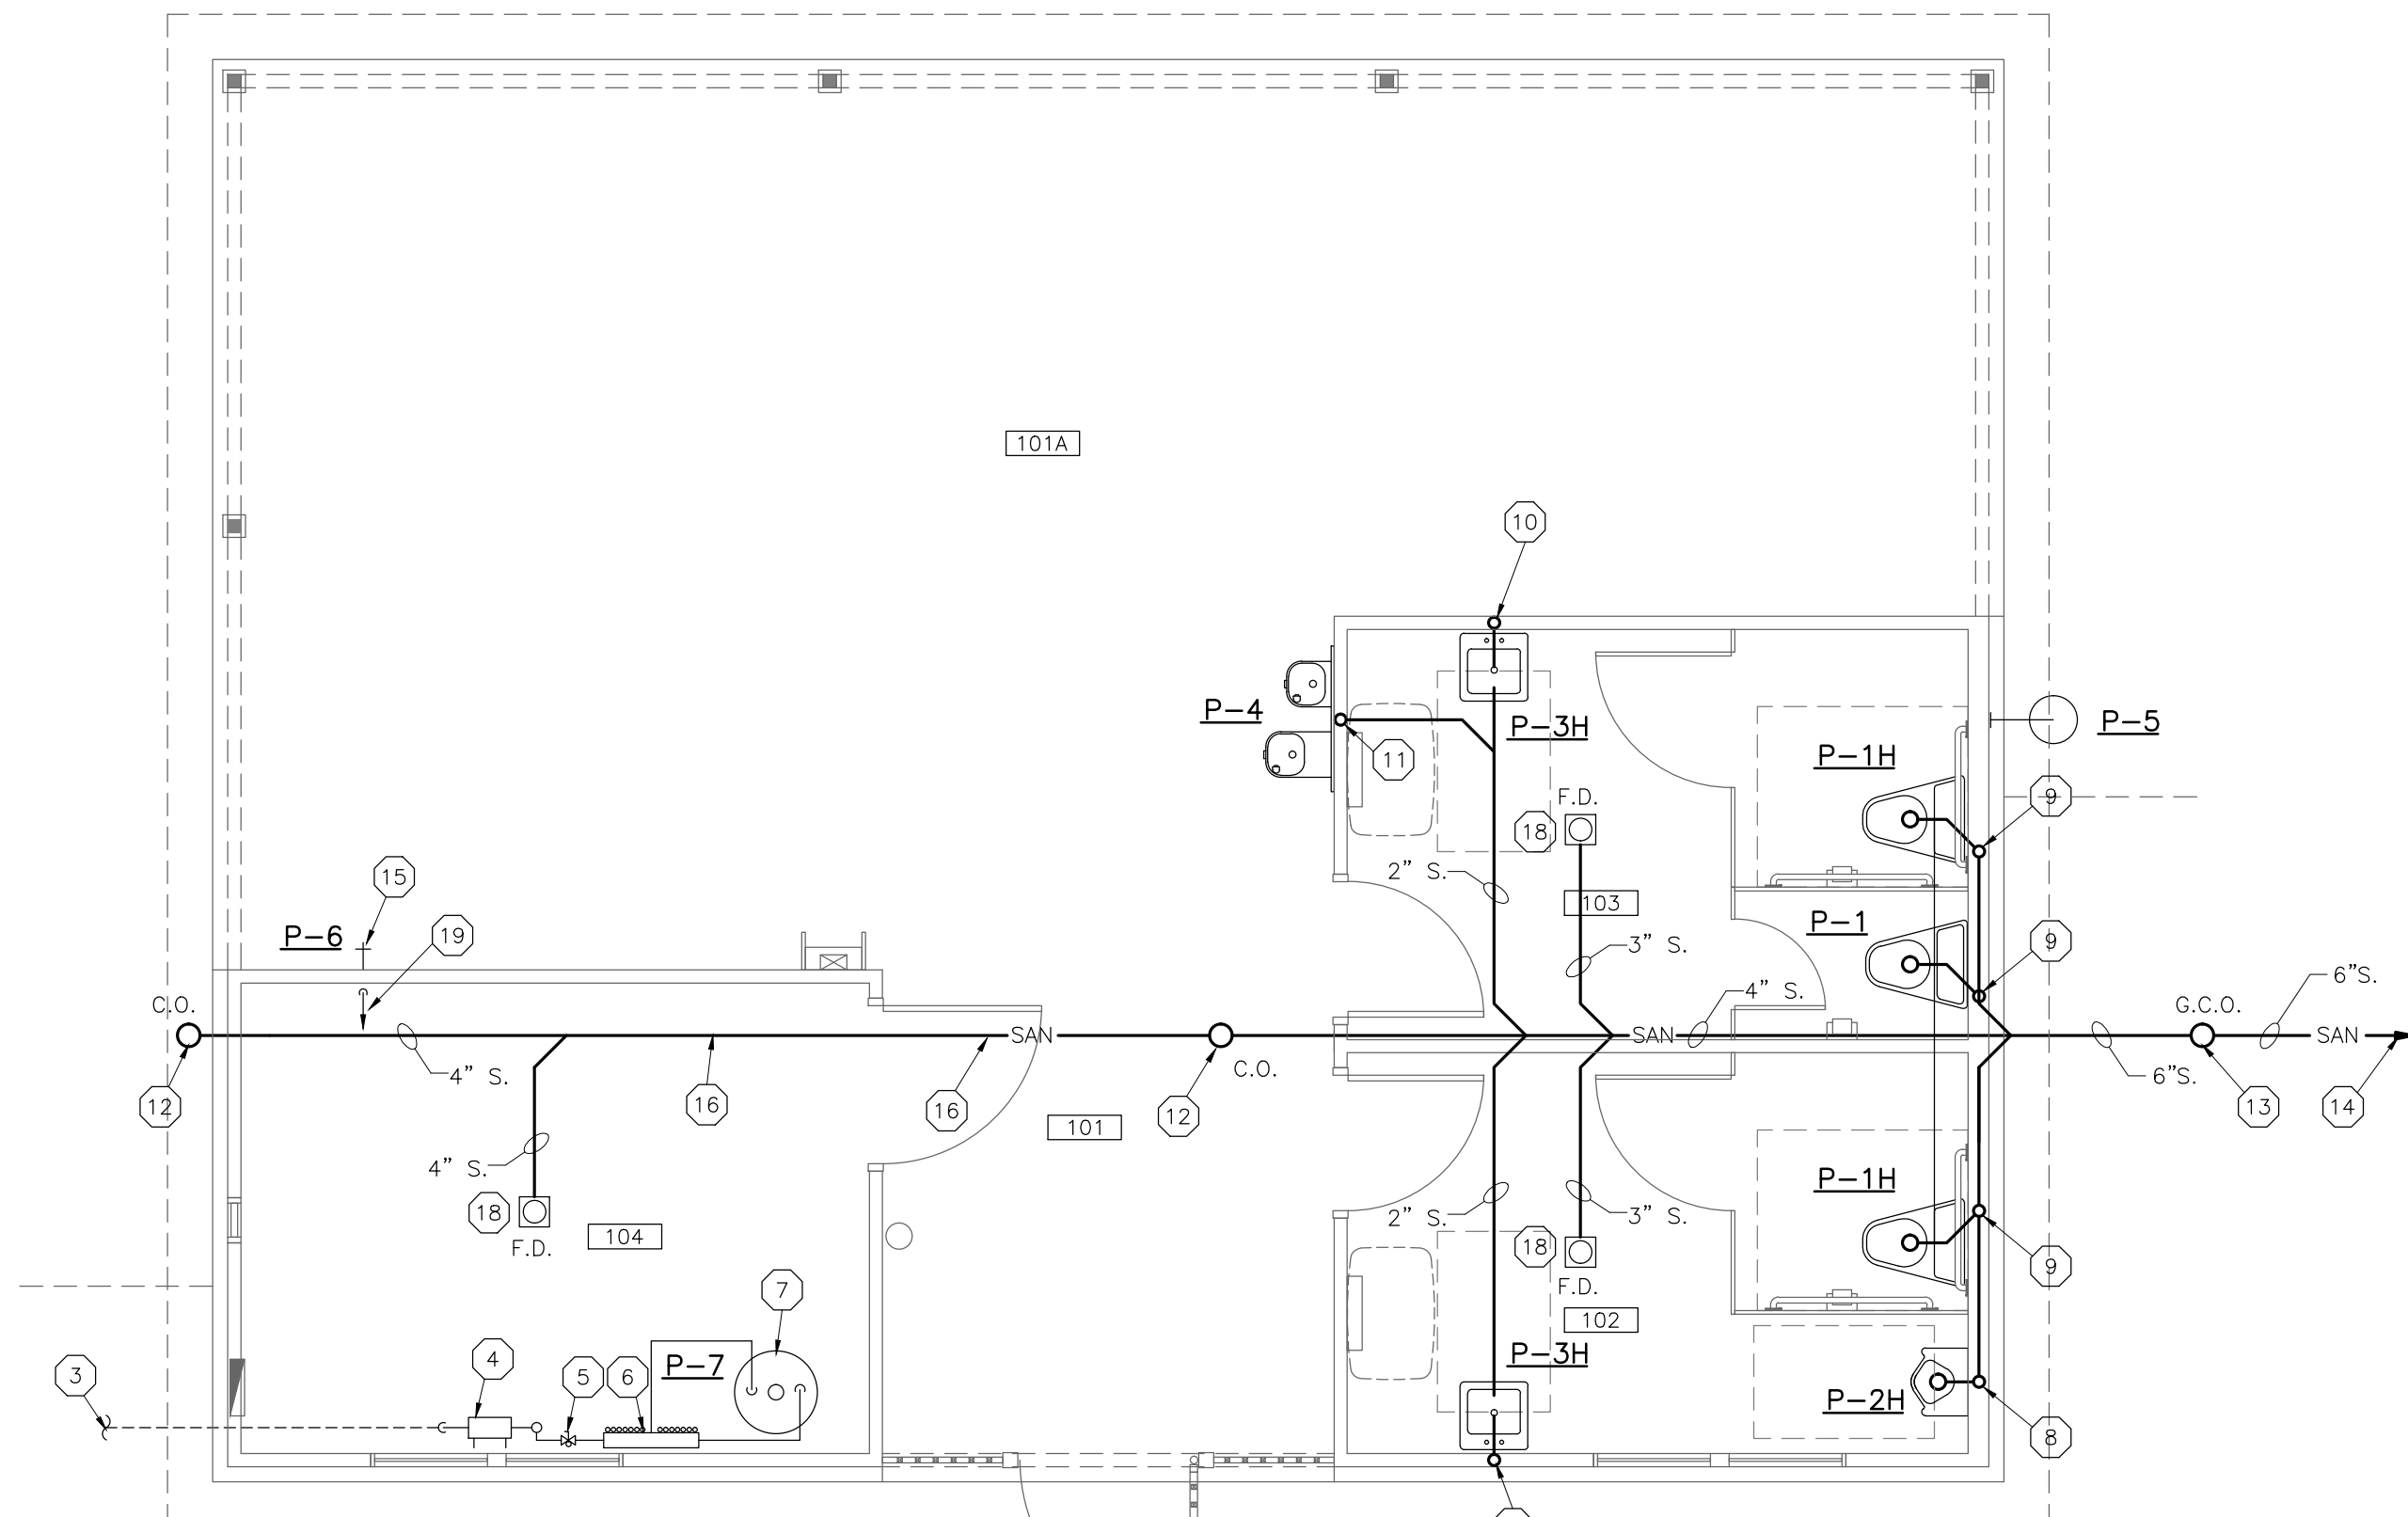 101A
10
P-4
P-3H
P-5
P-1H
11
F.D.
9
18
15
2" S.
103
P-1
P-6
19
3" S.
9
4" S.
6"S.
C.O.
G.C.O.
SAN
SAN
SAN
C.O.
4" S.
6"S.
12
16
16
12
13
14
101
4" S.
P-1H
18
2" S.
3" S.
104
F.D.
18
9
F.D.
7
102
3
4
5
6
P-7
P-3H
P-2H
8